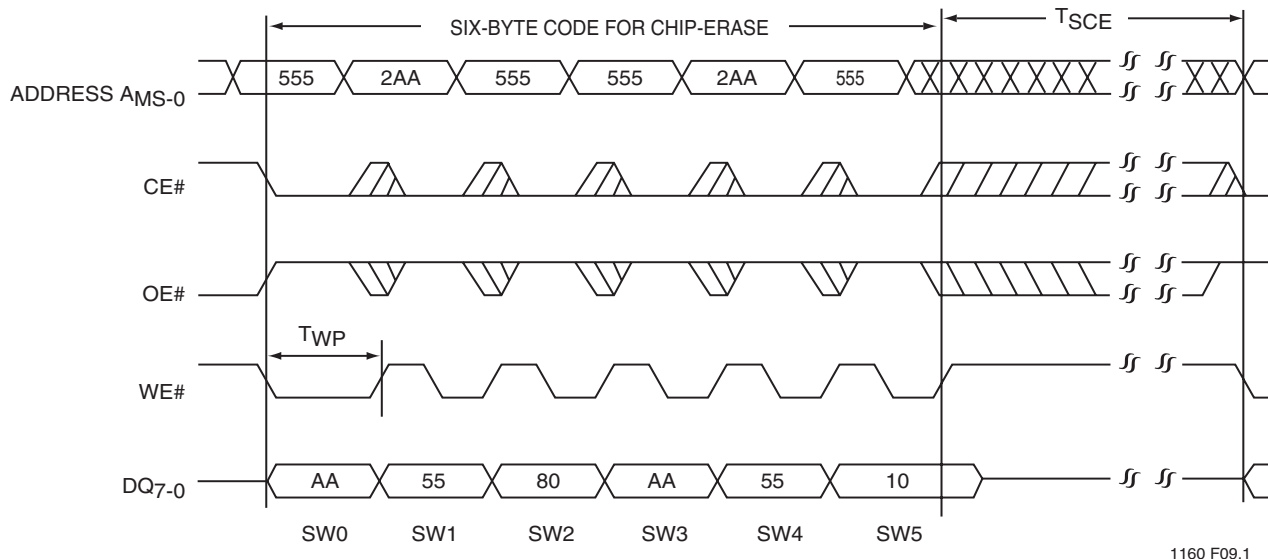 SIX-BYTE CODE FOR CHIP-ERASE TSCE
ADDRESS AMS-0 555 2AA 555 555 2AA 555
CE#
OE#
TWP
WE#
DQ7-0 AA 55 80 AA 55 10
SW0 SW1 SW2 SW3 SW4 SW5
1160 F09.1